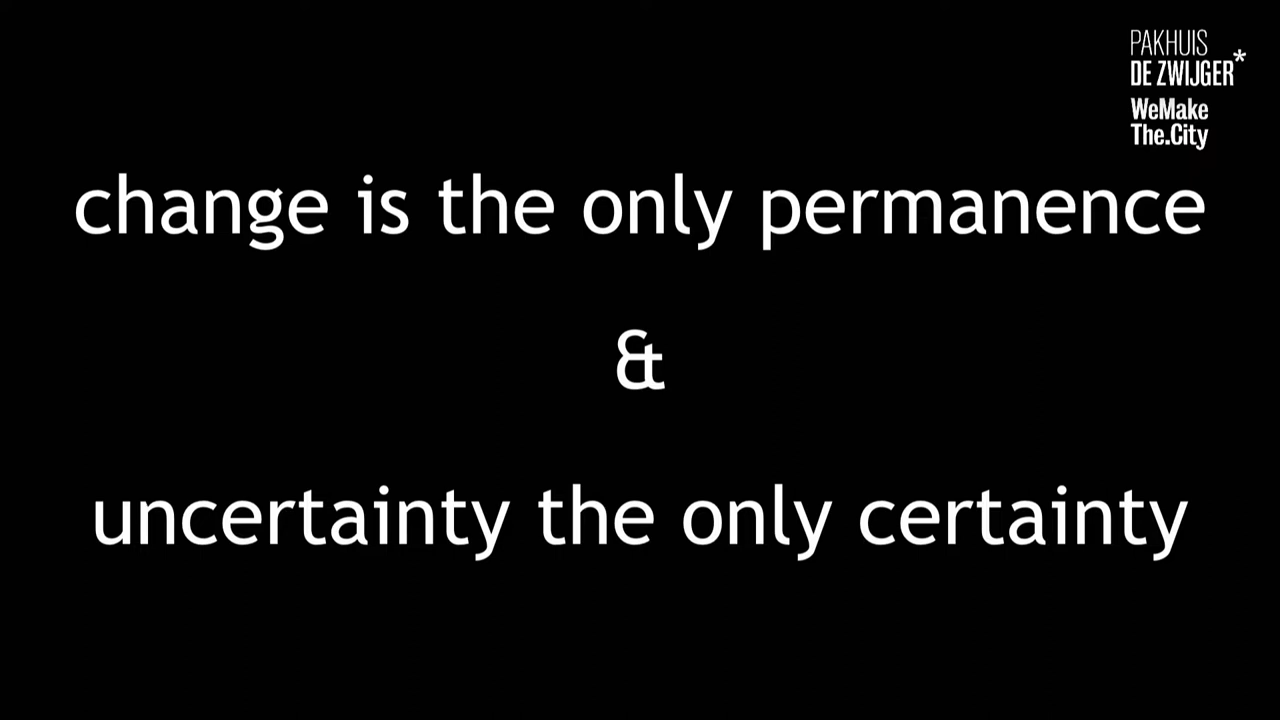 PAKHUIS
DE ZWIJGER*
WeMake
The.City
change is the only permanence
&
uncertainty the only certainty